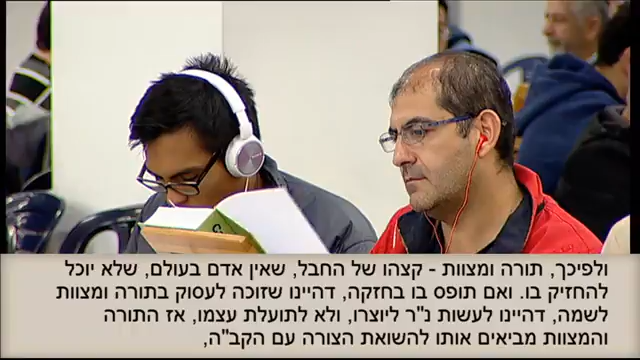 ולפיכך, תורה ומצוות - קצהו של החבל, שאין אדם בעולם, שלא יוכל
להחזיק בו. ואם תופס בו בחזקה, דהיינו שזוכה לעסוק בתורה ומצוות
לשמה, דהיינו לעשות נ"ר ליוצרו, ולא לתועלת עצמו, אז התורה
והמצוות מביאים אותו להשואת הצורה עם הקב"ה,